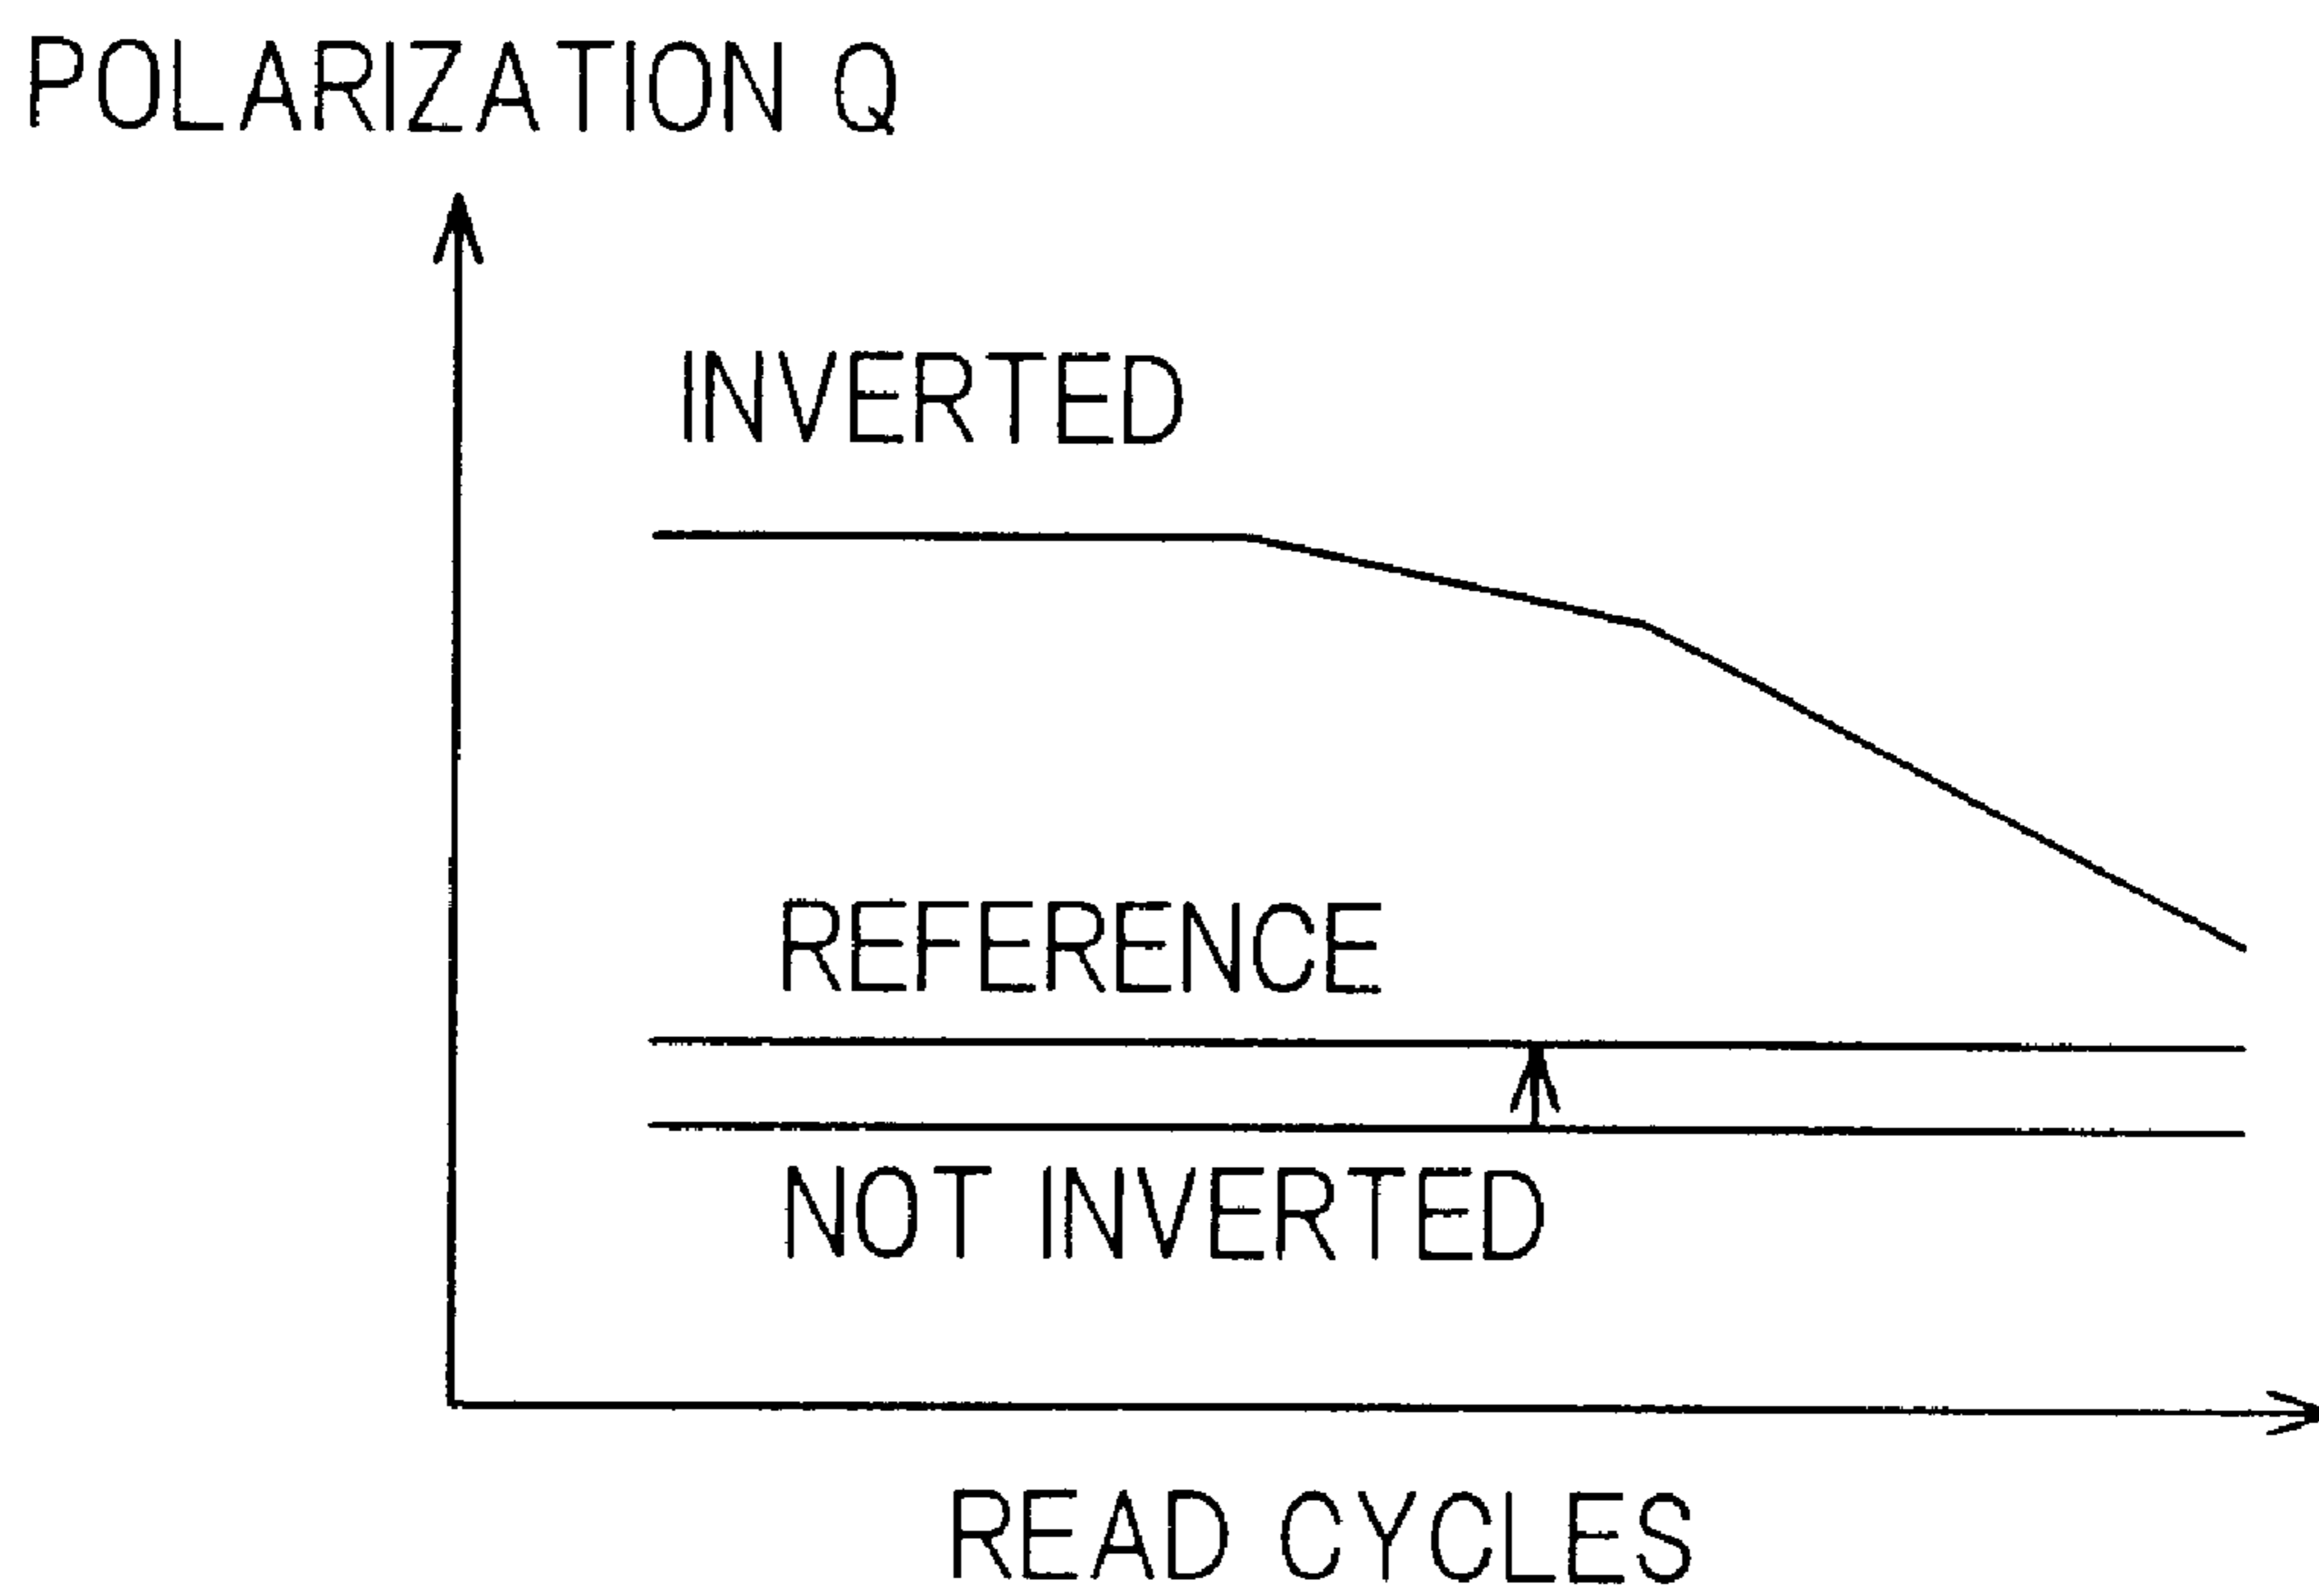 POLARIZATION Q
INVERTED
REFERENCE
NOT INVERTED
READ CYCLES